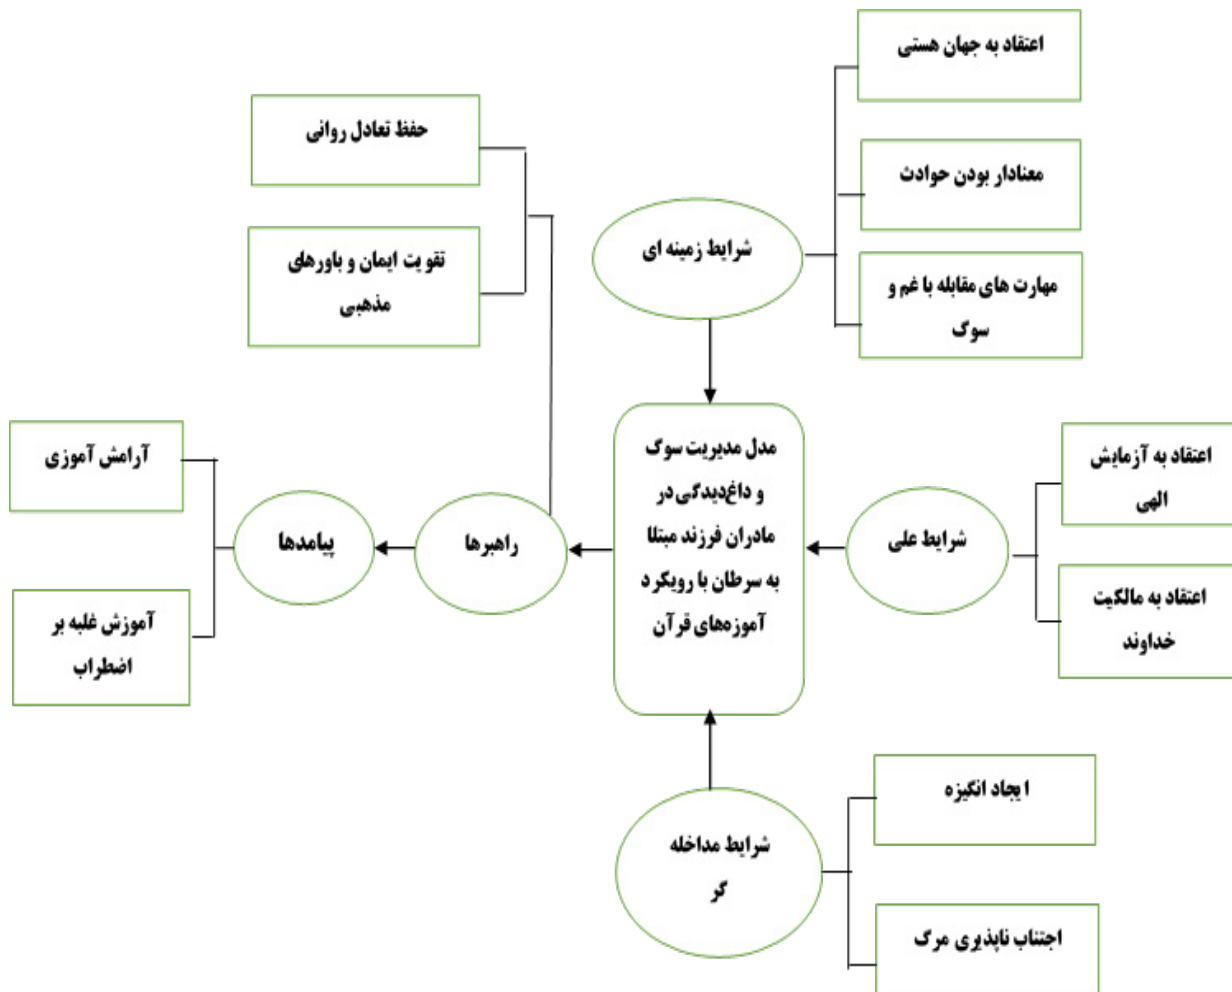 اعتقاد به جهان هستی
معنادار بودن حوادث
مهارت های مقابله با غم و
سوگ
شرایط زمینه ای
حفظ تعادل روانی
تقویت ایمان و باورهای
مذهبی
اعتقاد به آزمایش
الهی
اعتقاد به مالکیت
خداوند
شرایط علی
مدل مدیریت سوگ
و داغ‌دیدگی در
مادران فرزند مبتلا
به سرطان با رویکرد
آموزه‌های قرآن
راهبرها
پیامدها
آرامش آموزی
آموزش غلبه بر
اضطراب
شرایط مداخله
گر
ایجاد انگیزه
اجتناب ناپذیری مرگ